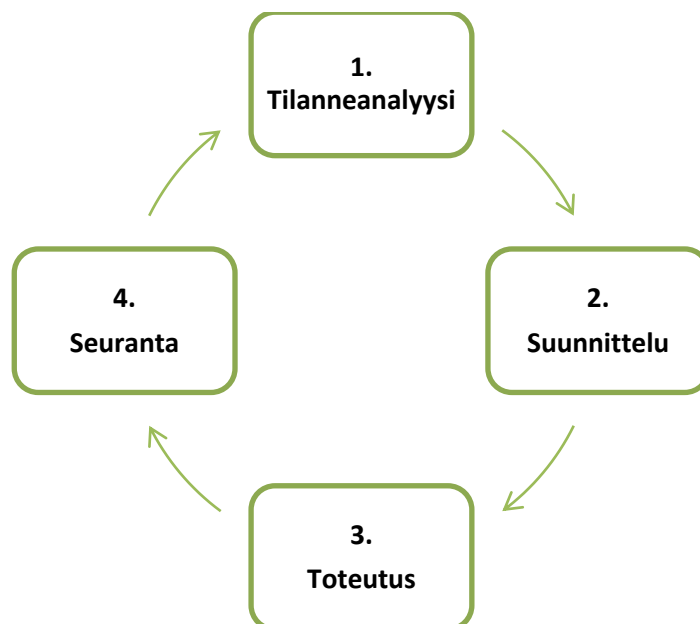 1.
Tilanneanalyysi
2.
Suunnittelu
3.
Toteutus
4.
Seuranta